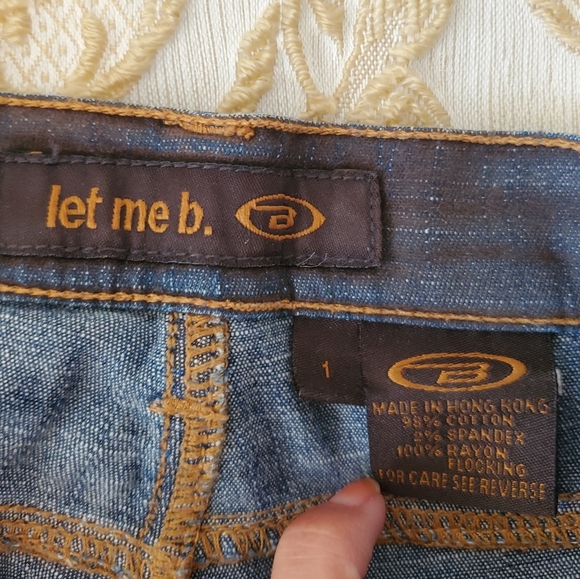 let me b. B
1
B
MADE IN HONG KONG
98% COTTON
2% SPANDEX
100% RAYON
FLOCKING
FOR CARE SEE REVERSE